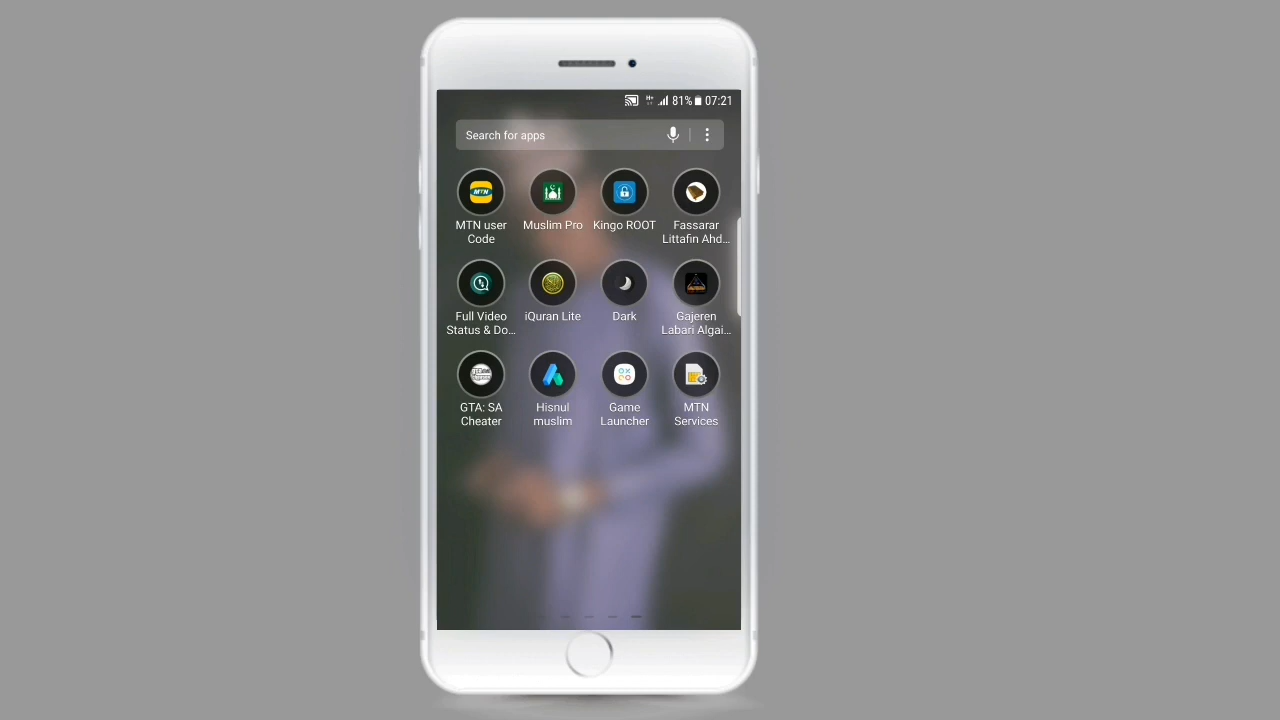 H+ 81% 07:21
Search for apps
MTN
MTN user Code
Muslim Pro
Kingo ROOT
Fassarar Littafin Ahd...
Full Video Status & Do...
iQuran Lite
Dark
Gajeren Labari Algai...
GTA: SA Cheater
Hisnul muslim
Game Launcher
MTN Services